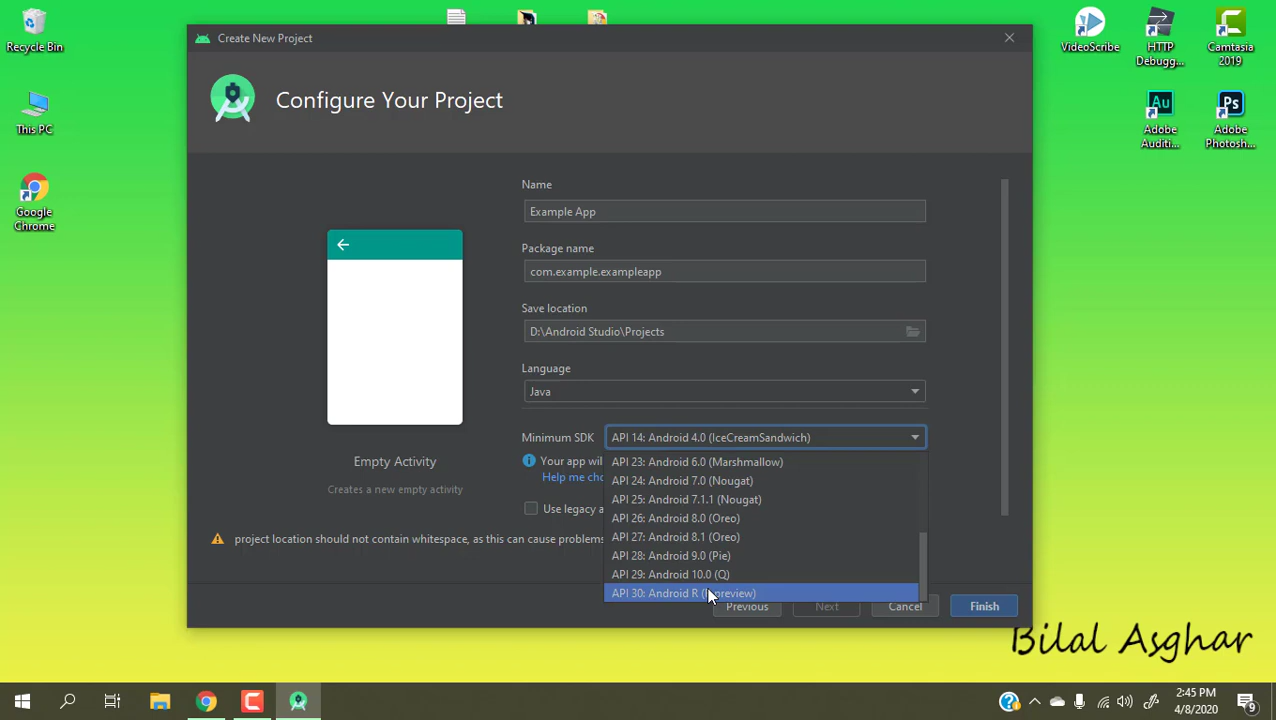 Recycle Bin
This PC
Google
Chrome
VideoScribe
HTTP
Debugg...
Camtasia
2019
Adobe
Auditi...
Adobe
Photosh...
Create New Project
Configure Your Project
Name
Example App
Package name
com.example.exampleapp
Save location
D:\Android Studio\Projects
Language
Java
Minimum SDK
API 14: Android 4.0 (IceCreamSandwich)
Your app will
Help me cho
Use legacy a
API 23: Android 6.0 (Marshmallow)
API 24: Android 7.0 (Nougat)
API 25: Android 7.1.1 (Nougat)
API 26: Android 8.0 (Oreo)
API 27: Android 8.1 (Oreo)
API 28: Android 9.0 (Pie)
API 29: Android 10.0 (Q)
API 30: Android R
Empty Activity
Creates a new empty activity
project location should not contain whitespace, as this can cause problems
Previous
Next
Cancel
Finish
Bilal Asghar
Au
Ps
2:45 PM
4/8/2020
9